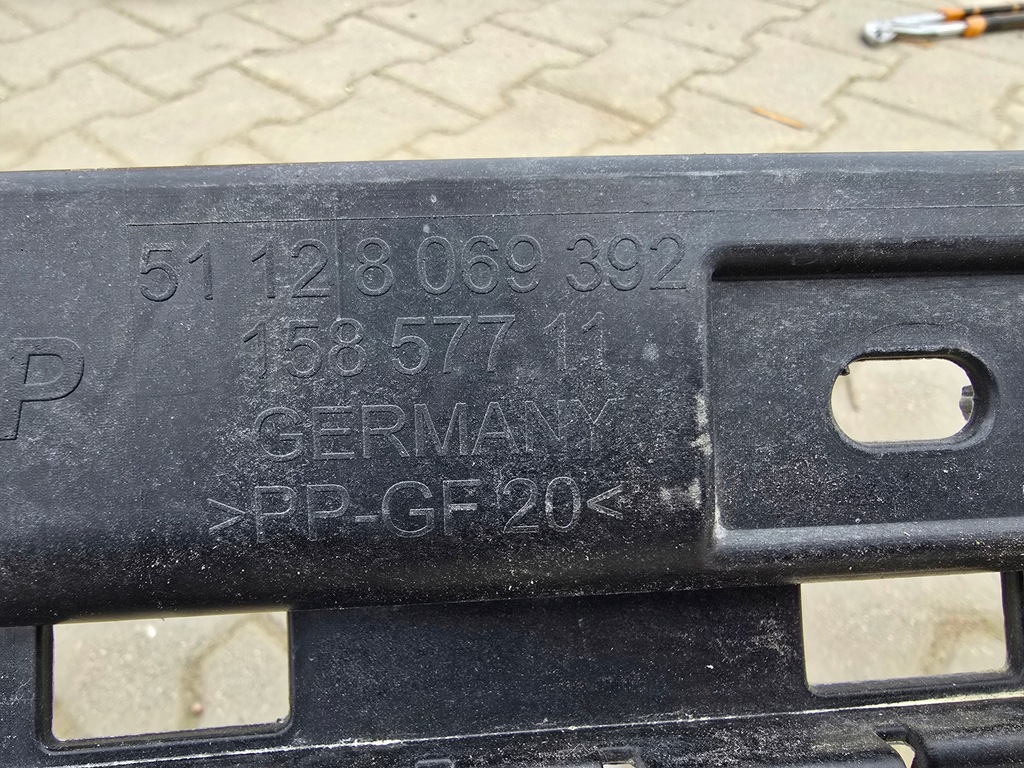 51 12 8 069 392
158 577 11
GERMANY
>PP-GF 20<
P